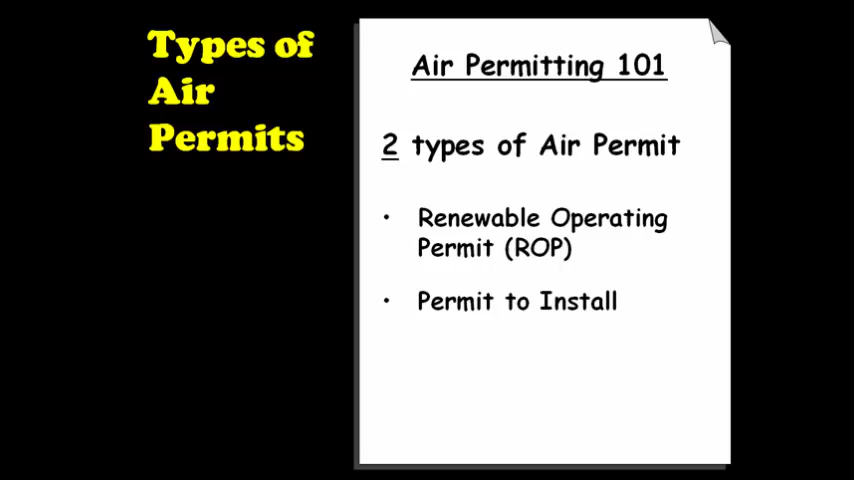 Types of
Air
Permits
Air Permitting 101
2 types of Air Permit
• Renewable Operating
Permit (ROP)
• Permit to Install